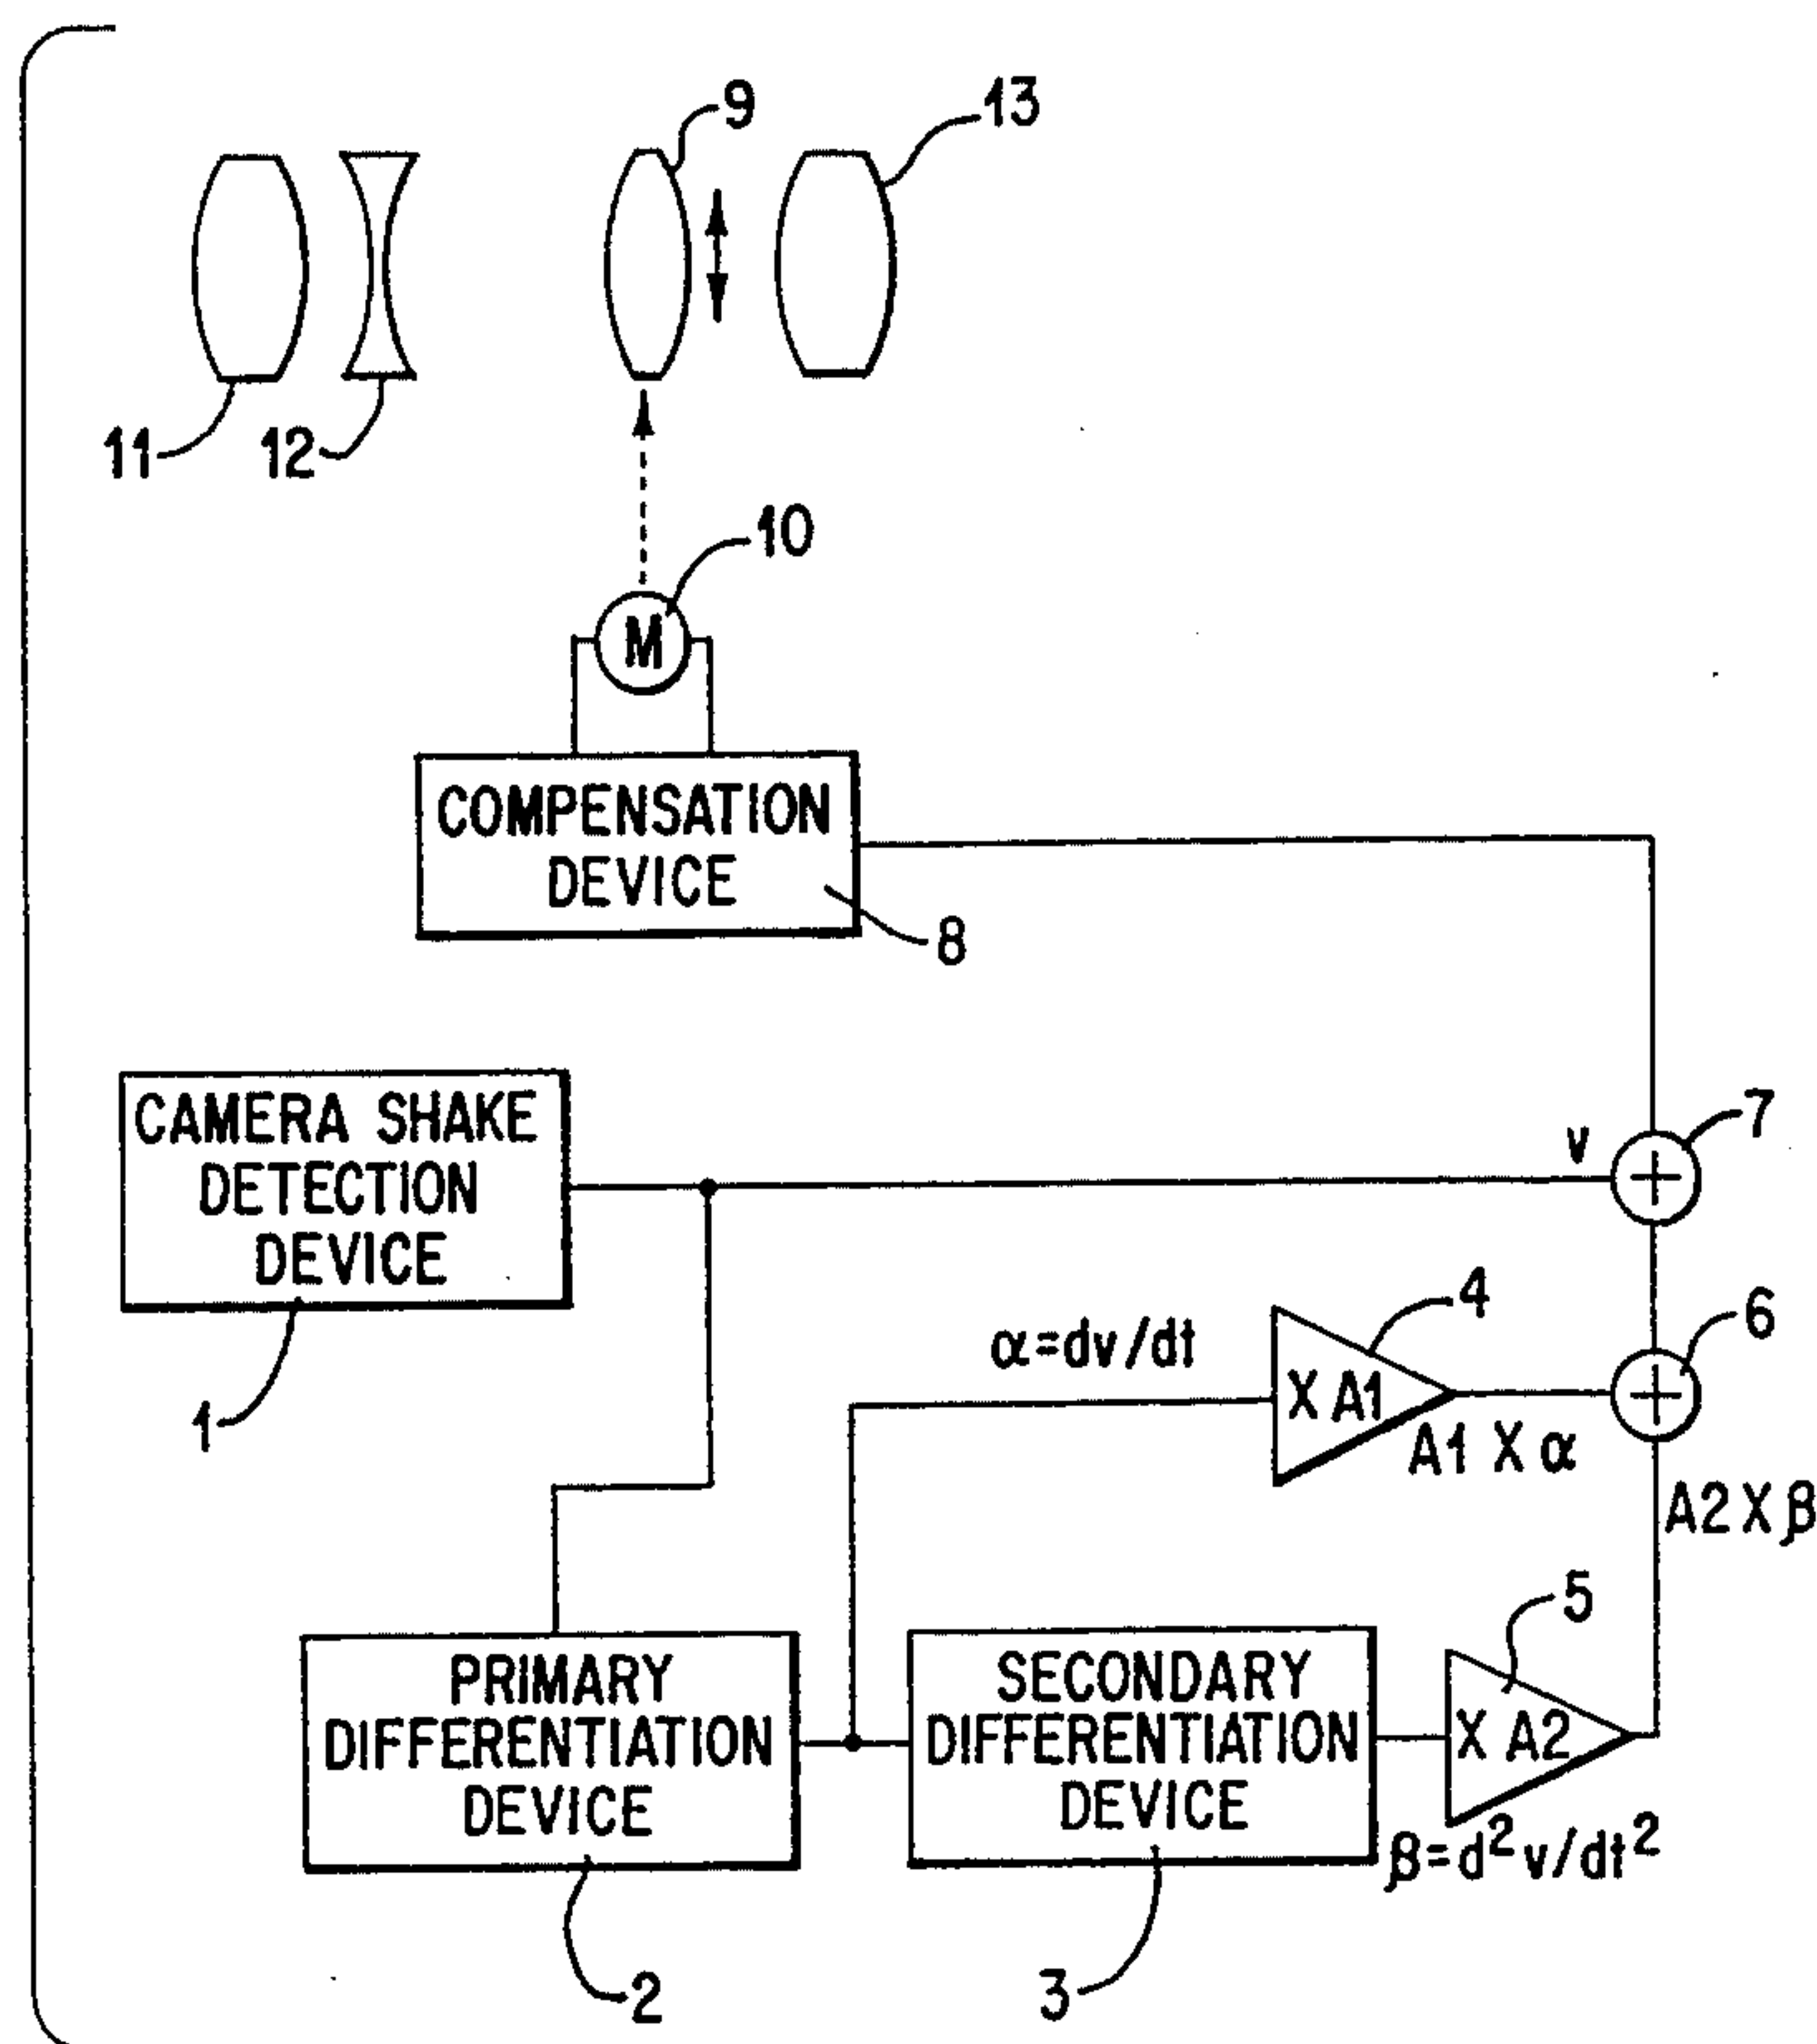 9
13
11
12
10
M
COMPENSATION
DEVICE
8
CAMERA SHAKE
DETECTION
DEVICE
1
v
7
4
6
α=dv/dt
X A1
A1 X α
A2 X β
5
PRIMARY
DIFFERENTIATION
DEVICE
2
SECONDARY
DIFFERENTIATION
DEVICE
3
X A2
β=d²v/dt²